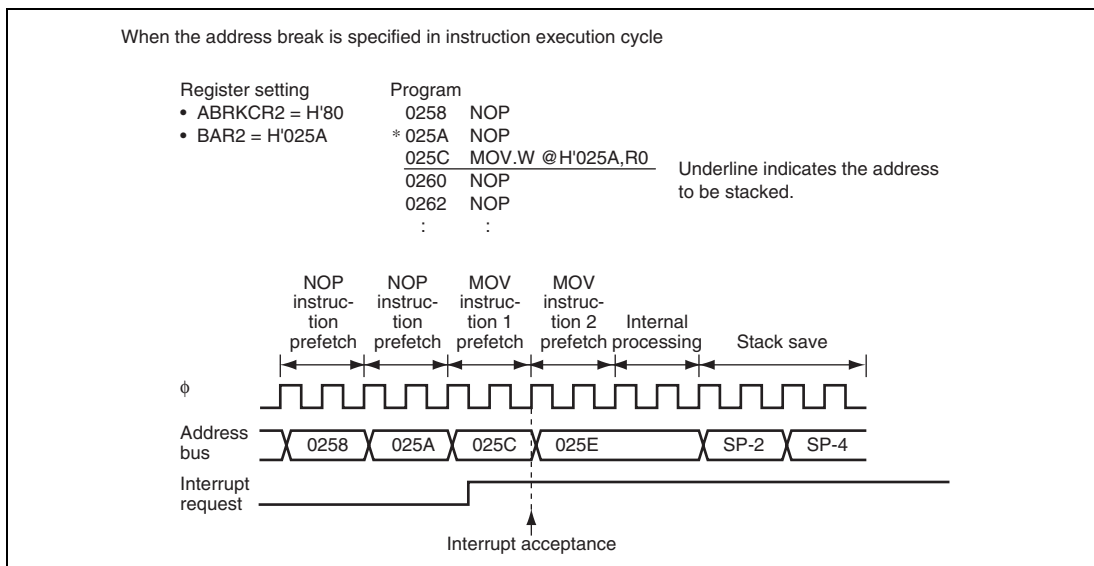 When the address break is specified in instruction execution cycle
Register setting
• ABRKCR2 = H'80
• BAR2 = H'025A
Program
0258 NOP
* 025A NOP
025C MOV.W @H'025A,R0
0260 NOP
0262 NOP
: :
Underline indicates the address
to be stacked.
NOP
instruc-
tion
prefetch
NOP
instruc-
tion
prefetch
MOV
instruc-
tion 1
prefetch
MOV
instruc-
tion 2
prefetch
Internal
processing
Stack save
φ
Address
bus
0258 025A 025C 025E SP-2 SP-4
Interrupt
request
Interrupt acceptance